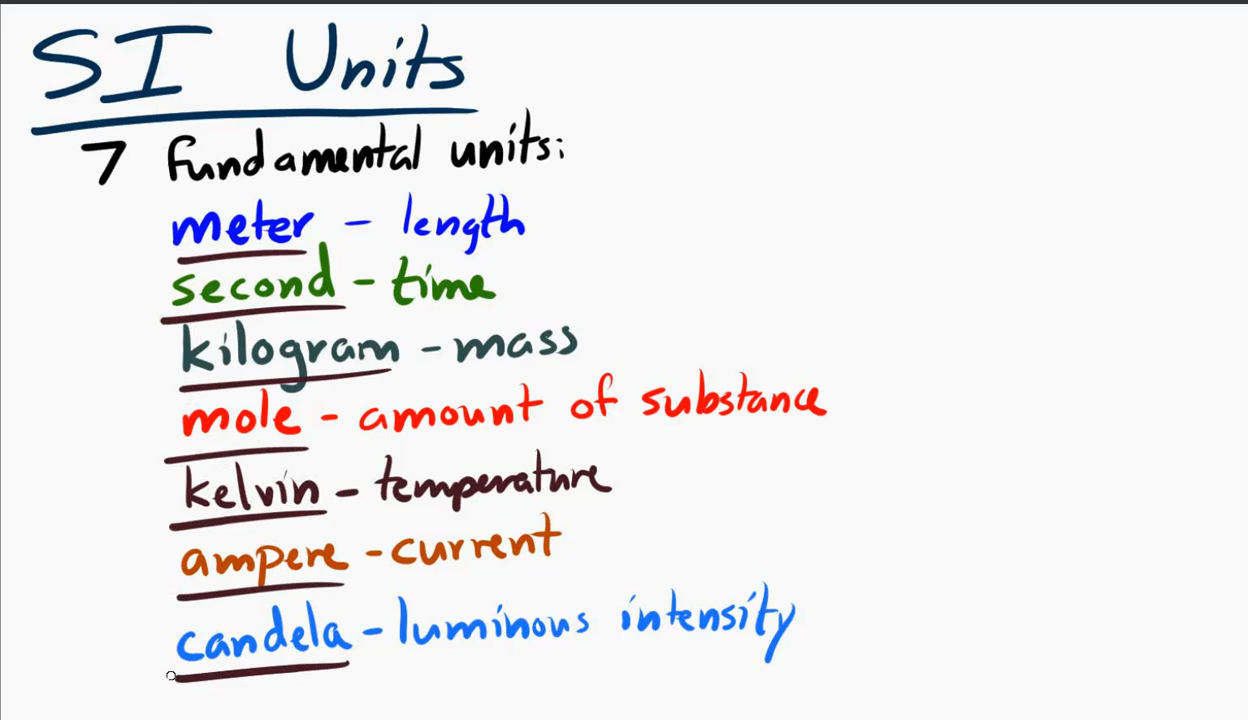 SI Units
7 Fundamental units:
meter - length
second - time
kilogram - mass
mole - amount of substance
kelvin - temperature
ampere - current
candela - luminous intensity